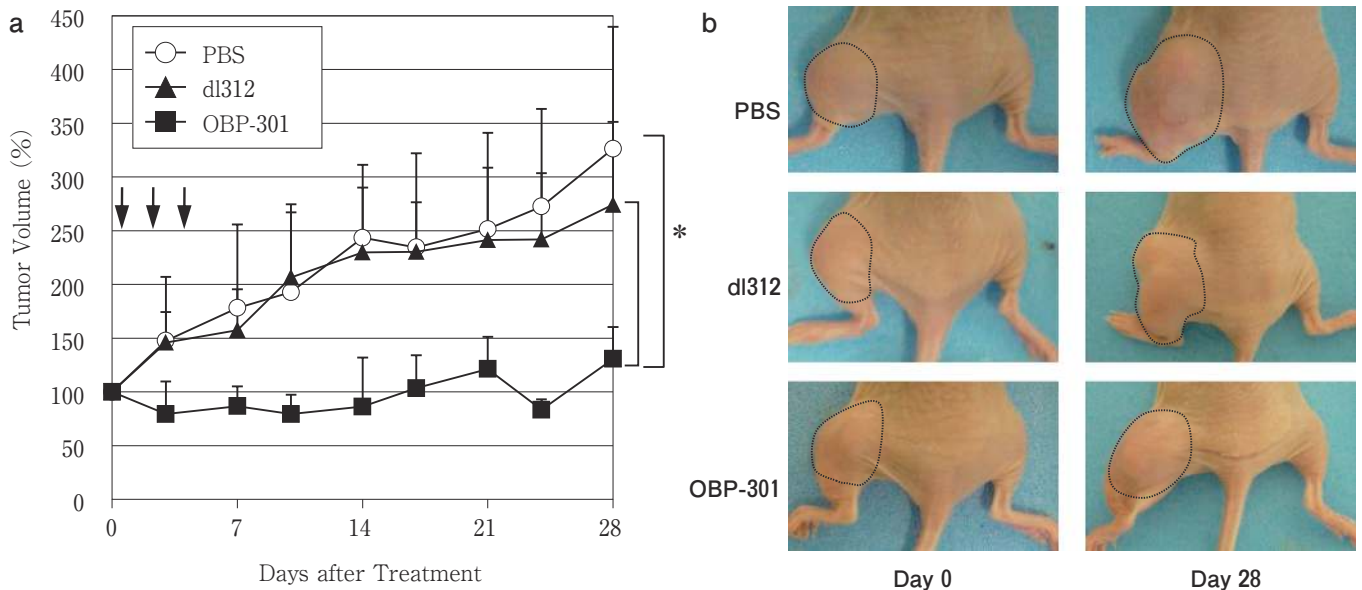 a
450
400
350
300
250
200
150
100
50
0
Tumor Volume (%)
PBS
dl312
OBP-301
*
0 7 14 21 28
Days after Treatment
b
PBS
dl312
OBP-301
Day 0 Day 28